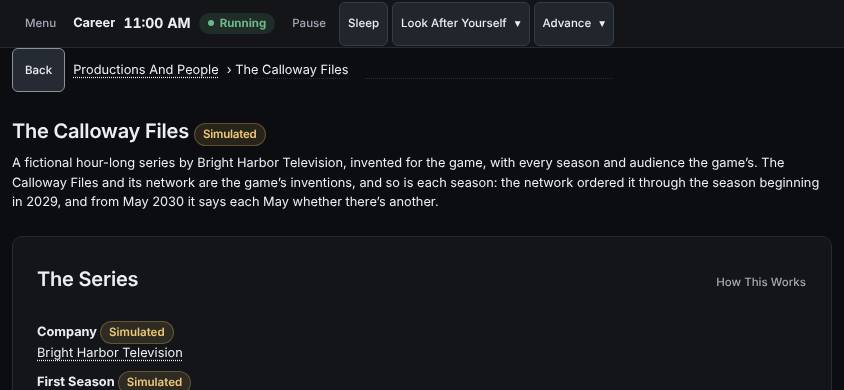 Menu Career 11:00 AM Running Pause Sleep Look After Yourself ▾ Advance ▾
Back Productions And People › The Calloway Files
The Calloway Files Simulated
A fictional hour-long series by Bright Harbor Television, invented for the game, with every season and audience the game’s. The
Calloway Files and its network are the game’s inventions, and so is each season: the network ordered it through the season beginning
in 2029, and from May 2030 it says each May whether there’s another.
The Series
How This Works
Company Simulated
Bright Harbor Television
First Season Simulated